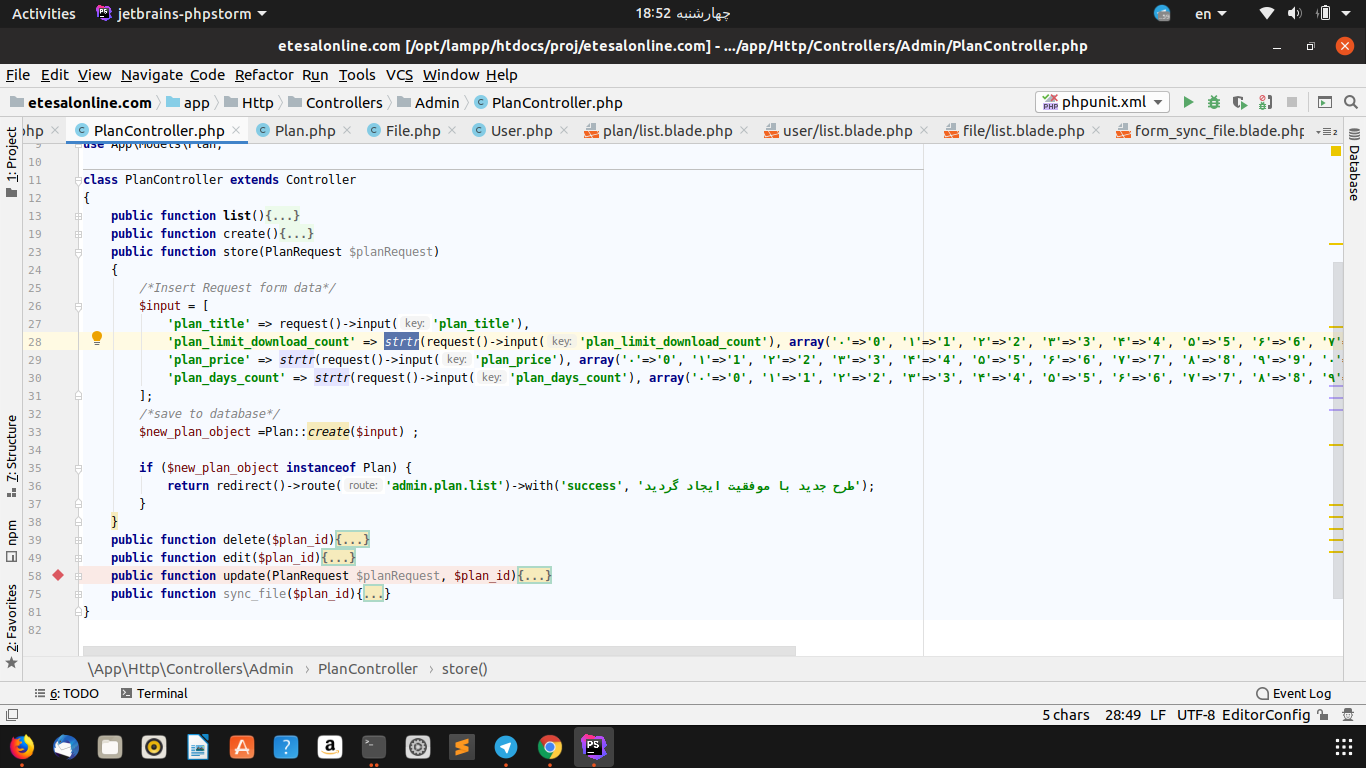 Activities jetbrains-phpstorm 18:52 چهارشنبه en
etesalonline.com [/opt/lampp/htdocs/proj/etesalonline.com] - .../app/Http/Controllers/Admin/PlanController.php
File Edit View Navigate Code Refactor Run Tools VCS Window Help
etesalonline.com app Http Controllers Admin PlanController.php phpunit.xml
php PlanController.php Plan.php File.php User.php plan/list.blade.php user/list.blade.php file/list.blade.php form_sync_file.blade.php
9 use App\Models\Plan;
10
11 class PlanController extends Controller
12 {
13 public function list(){...}
19 public function create(){...}
23 public function store(PlanRequest $planRequest)
24 {
25 /*Insert Request form data*/
26 $input = [
27 'plan_title' => request()->input( key: 'plan_title'),
28 'plan_limit_download_count' => strtr(request()->input( key: 'plan_limit_download_count'), array('۰'=>'0', '۱'=>'1', '۲'=>'2', '۳'=>'3', '۴'=>'4', '۵'=>'5', '۶'=>'6', '۷'=
29 'plan_price' => strtr(request()->input( key: 'plan_price'), array('۰'=>'0', '۱'=>'1', '۲'=>'2', '۳'=>'3', '۴'=>'4', '۵'=>'5', '۶'=>'6', '۷'=>'7', '۸'=>'8', '۹'=>'9',
30 'plan_days_count' => strtr(request()->input( key: 'plan_days_count'), array('۰'=>'0', '۱'=>'1', '۲'=>'2', '۳'=>'3', '۴'=>'4', '۵'=>'5', '۶'=>'6', '۷'=>'7', '۸'=>'8', '۹'=
31 ];
32 /*save to database*/
33 $new_plan_object =Plan::create($input) ;
34
35 if ($new_plan_object instanceof Plan) {
36 return redirect()->route( route: 'admin.plan.list')->with('success', 'طرح جدید با موفقیت ایجاد گردید');
37 }
38 }
39 public function delete($plan_id){...}
49 public function edit($plan_id){...}
58 public function update(PlanRequest $planRequest, $plan_id){...}
75 public function sync_file($plan_id){...}
81 }
82
1: Project
7: Structure
npm
2: Favorites
Database
\App\Http\Controllers\Admin › PlanController › store()
6: TODO Terminal Event Log
5 chars 28:49 LF UTF-8 EditorConfig